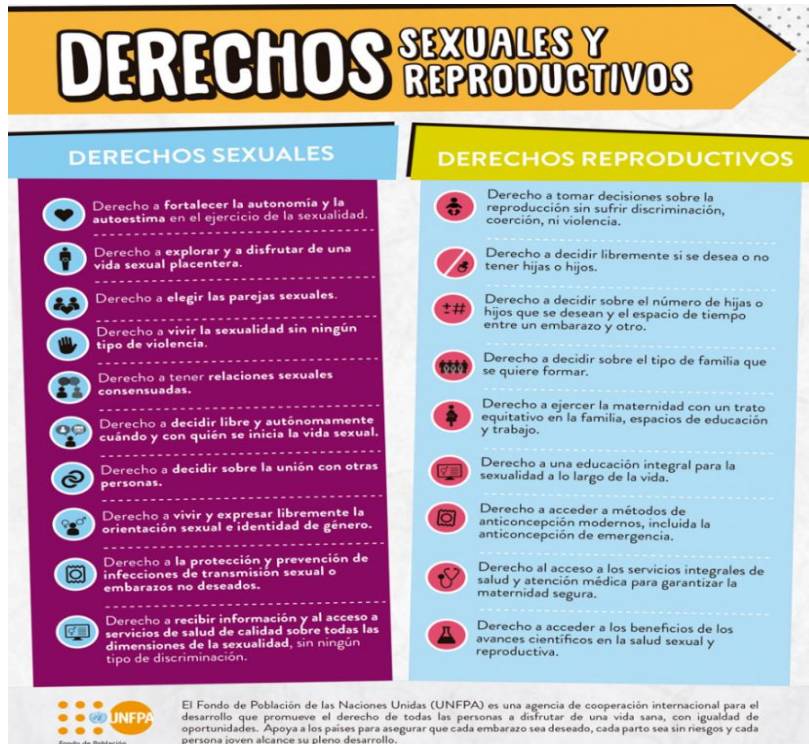 DERECHOS SEXUALES Y
REPRODUCTIVOS
DERECHOS SEXUALES
Derecho a fortalecer la autonomía y la
autoestima en el ejercicio de la sexualidad.
Derecho a explorar y a disfrutar de una
vida sexual placentera.
Derecho a elegir las parejas sexuales.
Derecho a vivir la sexualidad sin ningún
tipo de violencia.
Derecho a tener relaciones sexuales
consensuadas.
Derecho a decidir libre y autónomamente
cuándo y con quién se inicia la vida sexual.
Derecho a decidir sobre la unión con otras
personas.
Derecho a vivir y expresar libremente la
orientación sexual e identidad de género.
Derecho a la protección y prevención de
infecciones de transmisión sexual o
embarazos no deseados.
Derecho a recibir información y al acceso a
servicios de salud de calidad sobre todas las
dimensiones de la sexualidad, sin ningún
tipo de discriminación.
DERECHOS REPRODUCTIVOS
Derecho a tomar decisiones sobre la
reproducción sin sufrir discriminación,
coerción, ni violencia.
Derecho a decidir libremente si se desea o no
tener hijas o hijos.
±#
Derecho a decidir sobre el número de hijas o
hijos que se desean y el espacio de tiempo
entre un embarazo y otro.
Derecho a decidir sobre el tipo de familia que
se quiere formar.
Derecho a ejercer la maternidad con un trato
equitativo en la familia, espacios de educación
y trabajo.
Derecho a una educación integral para la
sexualidad a lo largo de la vida.
Derecho a acceder a métodos de
anticoncepción modernos, incluida la
anticoncepción de emergencia.
Derecho al acceso a los servicios integrales de
salud y atención médica para garantizar la
maternidad segura.
Derecho a acceder a los beneficios de los
avances científicos en la salud sexual y
reproductiva.
UNFPA
Fondo de Población
El Fondo de Población de las Naciones Unidas (UNFPA) es una agencia de cooperación internacional para el
desarrollo que promueve el derecho de todas las personas a disfrutar de una vida sana, con igualdad de
oportunidades. Apoya a los países para asegurar que cada embarazo sea deseado, cada parto sea sin riesgos y cada
persona joven alcance su pleno desarrollo.